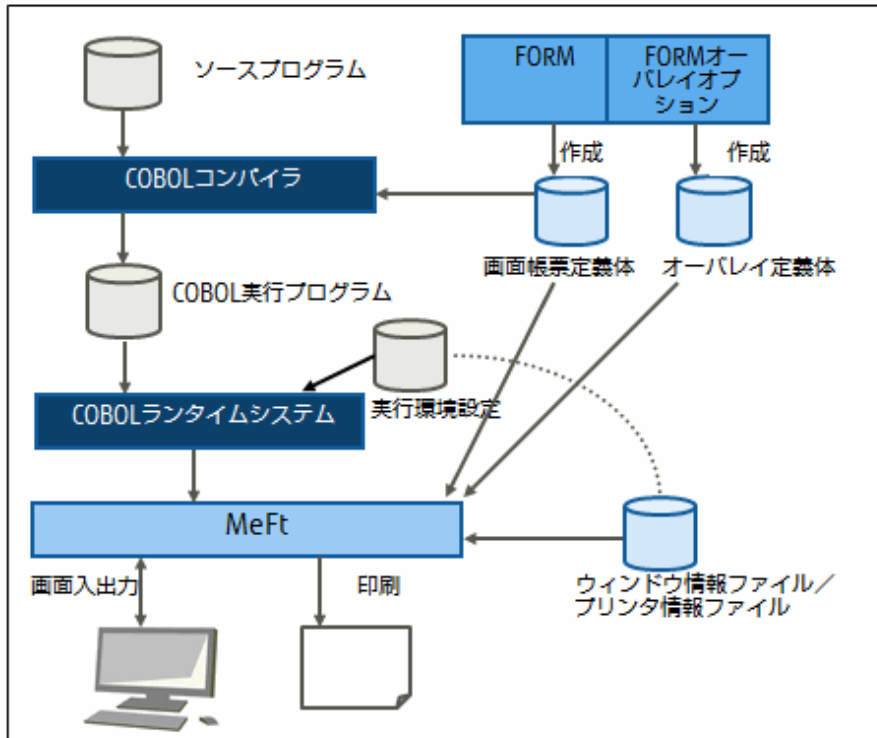 ソースプログラム
FORM
FORMオー
バレイオプ
ション
作成
作成
COBOLコンパイラ
画面帳票定義体
オーバレイ定義体
COBOL実行プログラム
実行環境設定
COBOLランタイムシステム
MeFt
画面入出力
印刷
ウィンドウ情報ファイル／
プリンタ情報ファイル